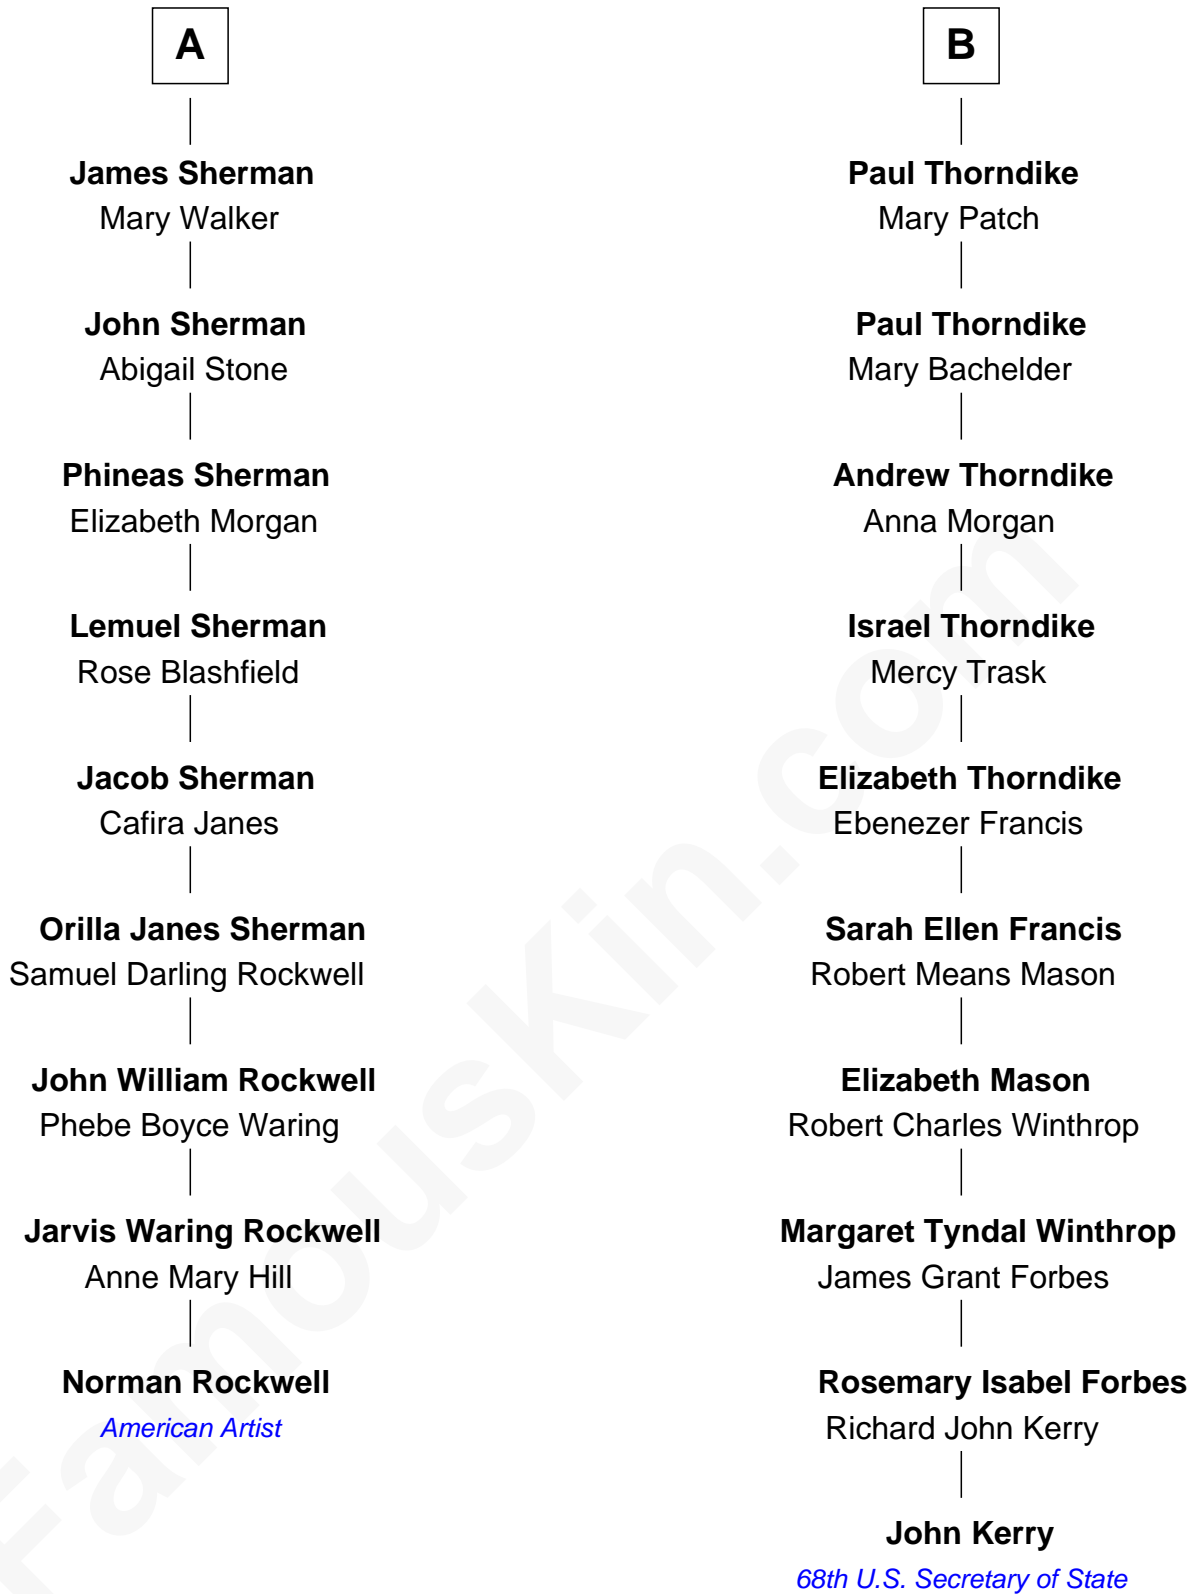 A
James Sherman
Mary Walker
John Sherman
Abigail Stone
Phineas Sherman
Elizabeth Morgan
Lemuel Sherman
Rose Blashfield
Jacob Sherman
Cafira Janes
Orilla Janes Sherman
Samuel Darling Rockwell
John William Rockwell
Phebe Boyce Waring
Jarvis Waring Rockwell
Anne Mary Hill
Norman Rockwell
American Artist
B
Paul Thorndike
Mary Patch
Paul Thorndike
Mary Bachelder
Andrew Thorndike
Anna Morgan
Israel Thorndike
Mercy Trask
Elizabeth Thorndike
Ebenezer Francis
Sarah Ellen Francis
Robert Means Mason
Elizabeth Mason
Robert Charles Winthrop
Margaret Tyndal Winthrop
James Grant Forbes
Rosemary Isabel Forbes
Richard John Kerry
John Kerry
68th U.S. Secretary of State
FamousKin.com